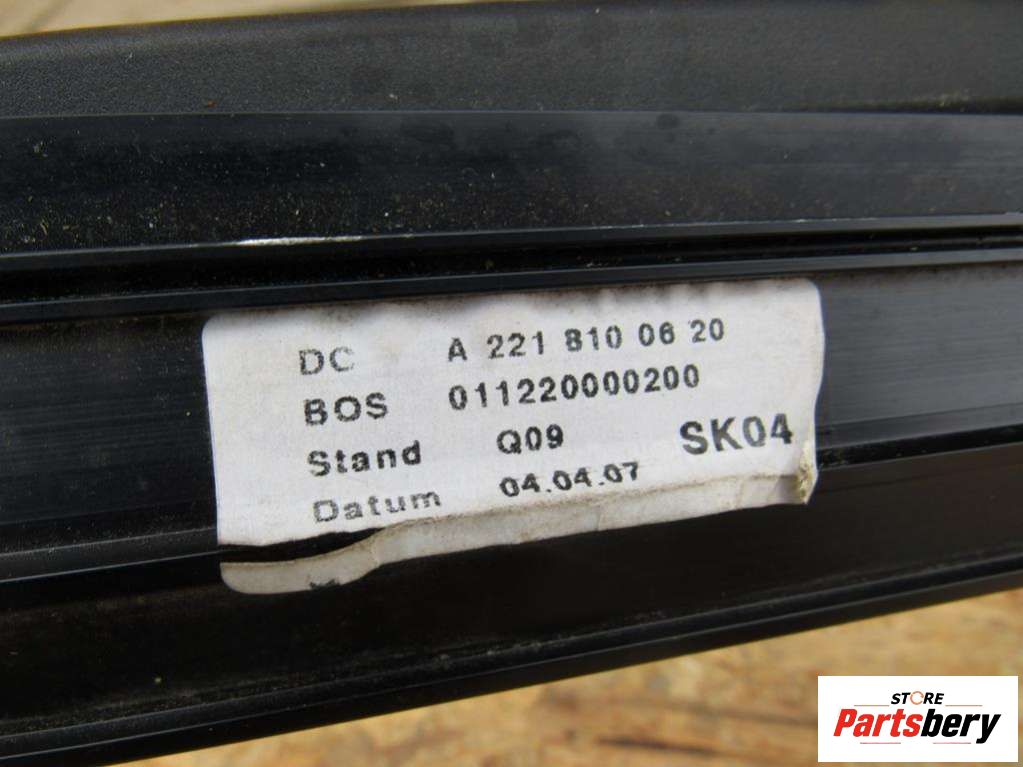 DC A 221 810 06 20
BOS 011220000200
Stand Q09 SK04
Datum 04.04.07
STORE
Partsbery